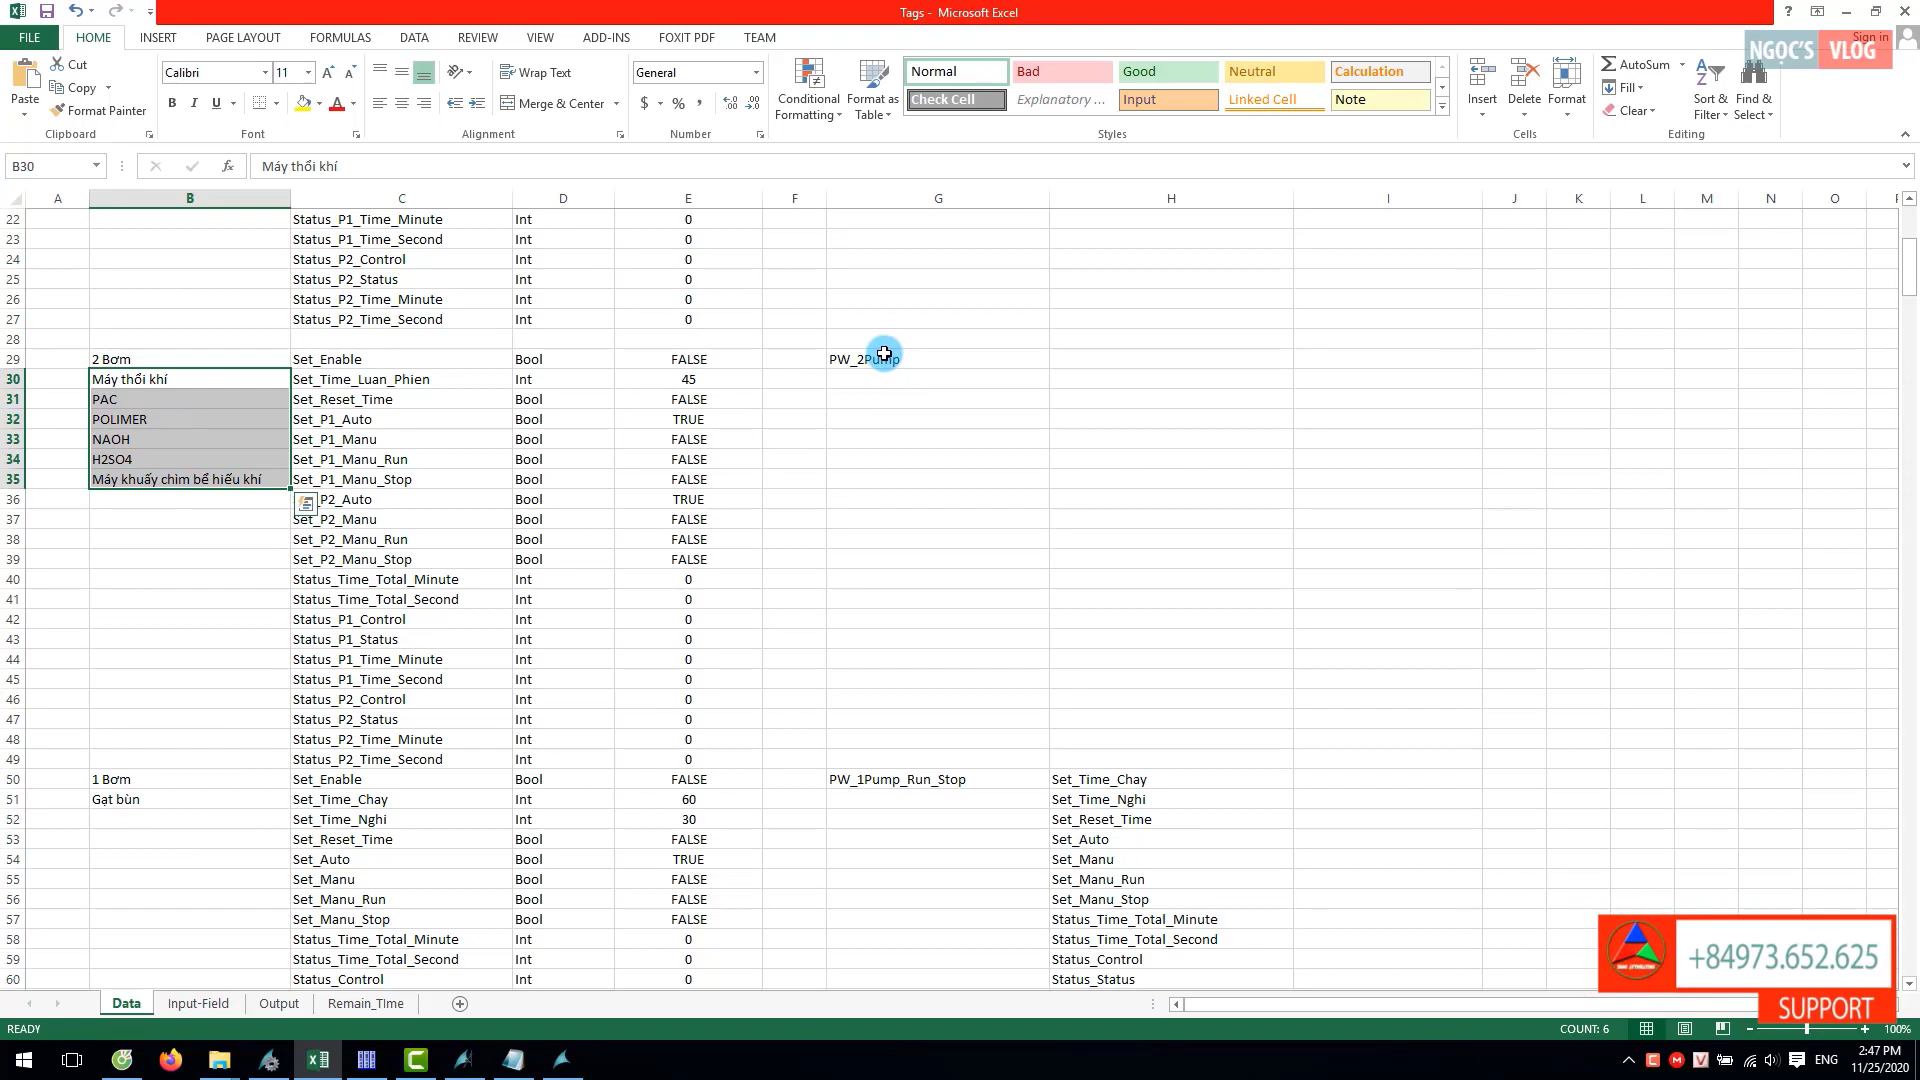 Tags - Microsoft Excel
FILE HOME INSERT PAGE LAYOUT FORMULAS DATA REVIEW VIEW ADD-INS FOXIT PDF TEAM Sign in
NGỌC'S VLOG
Paste Cut Copy Format Painter Clipboard
Calibri 11 B I U A Font
Wrap Text Merge & Center Alignment
General $ % , Number
Conditional Formatting Format as Table
Normal Bad Good Neutral Calculation
Check Cell Explanatory ... Input Linked Cell Note
Styles
Insert Delete Format Cells
AutoSum Fill Clear Sort & Filter Find & Select Editing
B30 fx Máy thổi khí
A B C D E F G H I J K L M N O
22 Status_P1_Time_Minute Int 0
23 Status_P1_Time_Second Int 0
24 Status_P2_Control Int 0
25 Status_P2_Status Int 0
26 Status_P2_Time_Minute Int 0
27 Status_P2_Time_Second Int 0
28
29 2 Bơm Set_Enable Bool FALSE PW_2Pump
30 Máy thổi khí Set_Time_Luan_Phien Int 45
31 PAC Set_Reset_Time Bool FALSE
32 POLIMER Set_P1_Auto Bool TRUE
33 NAOH Set_P1_Manu Bool FALSE
34 H2SO4 Set_P1_Manu_Run Bool FALSE
35 Máy khuấy chìm bể hiếu khí Set_P1_Manu_Stop Bool FALSE
36 _P2_Auto Bool TRUE
37 Set_P2_Manu Bool FALSE
38 Set_P2_Manu_Run Bool FALSE
39 Set_P2_Manu_Stop Bool FALSE
40 Status_Time_Total_Minute Int 0
41 Status_Time_Total_Second Int 0
42 Status_P1_Control Int 0
43 Status_P1_Status Int 0
44 Status_P1_Time_Minute Int 0
45 Status_P1_Time_Second Int 0
46 Status_P2_Control Int 0
47 Status_P2_Status Int 0
48 Status_P2_Time_Minute Int 0
49 Status_P2_Time_Second Int 0
50 1 Bơm Set_Enable Bool FALSE PW_1Pump_Run_Stop Set_Time_Chay
51 Gạt bùn Set_Time_Chay Int 60 Set_Time_Nghi
52 Set_Time_Nghi Int 30 Set_Reset_Time
53 Set_Reset_Time Bool FALSE Set_Auto
54 Set_Auto Bool TRUE Set_Manu
55 Set_Manu Bool FALSE Set_Manu_Run
56 Set_Manu_Run Bool FALSE Set_Manu_Stop
57 Set_Manu_Stop Bool FALSE Status_Time_Total_Minute
58 Status_Time_Total_Minute Int 0 Status_Time_Total_Second
59 Status_Time_Total_Second Int 0 Status_Control
60 Status_Control Int 0 Status_Status
+84973.652.625
SUPPORT
Data Input-Field Output Remain_TIme
READY COUNT: 6 100%
ENG 2:47 PM
11/25/2020